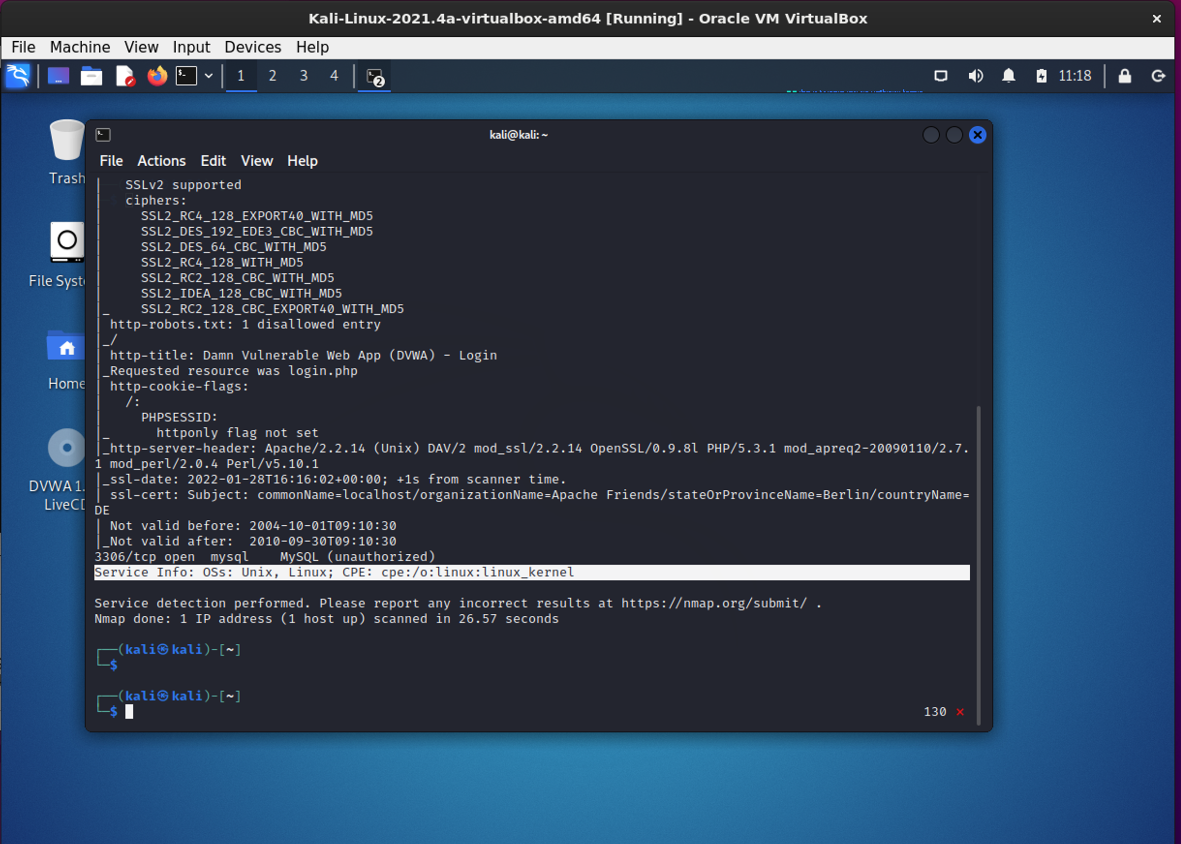 Kali-Linux-2021.4a-virtualbox-amd64 [Running] - Oracle VM VirtualBox
File Machine View Input Devices Help
1 2 3 4 2 11:18
kali@kali: ~
File Actions Edit View Help
Trash
File Syst
Home
DVWA 1.
LiveCD
|     SSLv2 supported
|     ciphers:
|       SSL2_RC4_128_EXPORT40_WITH_MD5
|       SSL2_DES_192_EDE3_CBC_WITH_MD5
|       SSL2_DES_64_CBC_WITH_MD5
|       SSL2_RC4_128_WITH_MD5
|       SSL2_RC2_128_CBC_WITH_MD5
|       SSL2_IDEA_128_CBC_WITH_MD5
|_      SSL2_RC2_128_CBC_EXPORT40_WITH_MD5
| http-robots.txt: 1 disallowed entry
|_/
| http-title: Damn Vulnerable Web App (DVWA) - Login
|_Requested resource was login.php
| http-cookie-flags:
|   /:
|     PHPSESSID:
|_      httponly flag not set
|_http-server-header: Apache/2.2.14 (Unix) DAV/2 mod_ssl/2.2.14 OpenSSL/0.9.8l PHP/5.3.1 mod_apreq2-20090110/2.7.
1 mod_perl/2.0.4 Perl/v5.10.1
|_ssl-date: 2022-01-28T16:16:02+00:00; +1s from scanner time.
| ssl-cert: Subject: commonName=localhost/organizationName=Apache Friends/stateOrProvinceName=Berlin/countryName=
DE
| Not valid before: 2004-10-01T09:10:30
|_Not valid after:  2010-09-30T09:10:30
3306/tcp open  mysql    MySQL (unauthorized)
Service Info: OSs: Unix, Linux; CPE: cpe:/o:linux:linux_kernel
Service detection performed. Please report any incorrect results at https://nmap.org/submit/ .
Nmap done: 1 IP address (1 host up) scanned in 26.57 seconds
┌──(kali㉿kali)-[~]
└─$
┌──(kali㉿kali)-[~]
└─$ 130 ⨯